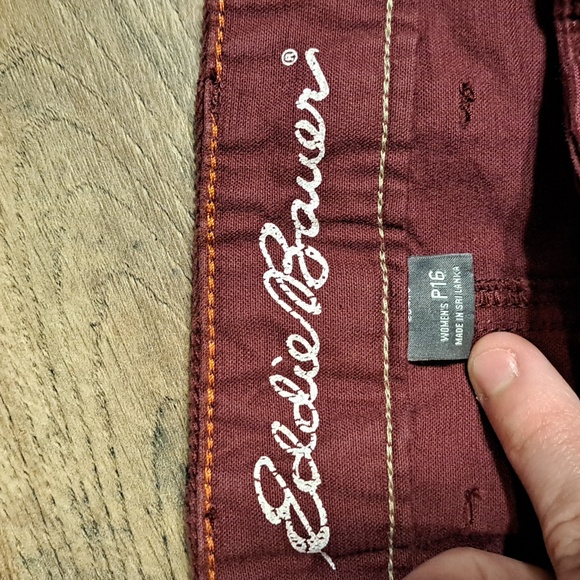 Eddie Bauer®
WOMEN'S P16
MADE IN SRI LANKA